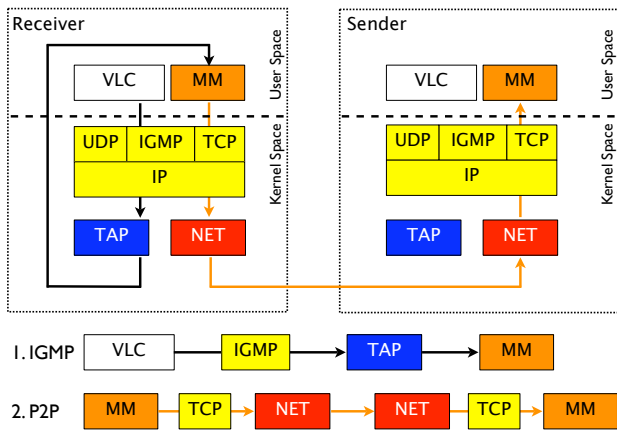 Receiver
VLC
MM
User Space
UDP
IGMP
TCP
IP
Kernel Space
TAP
NET
Sender
VLC
MM
User Space
UDP
IGMP
TCP
IP
Kernel Space
TAP
NET
1. IGMP
VLC
IGMP
TAP
MM
2. P2P
MM
TCP
NET
NET
TCP
MM